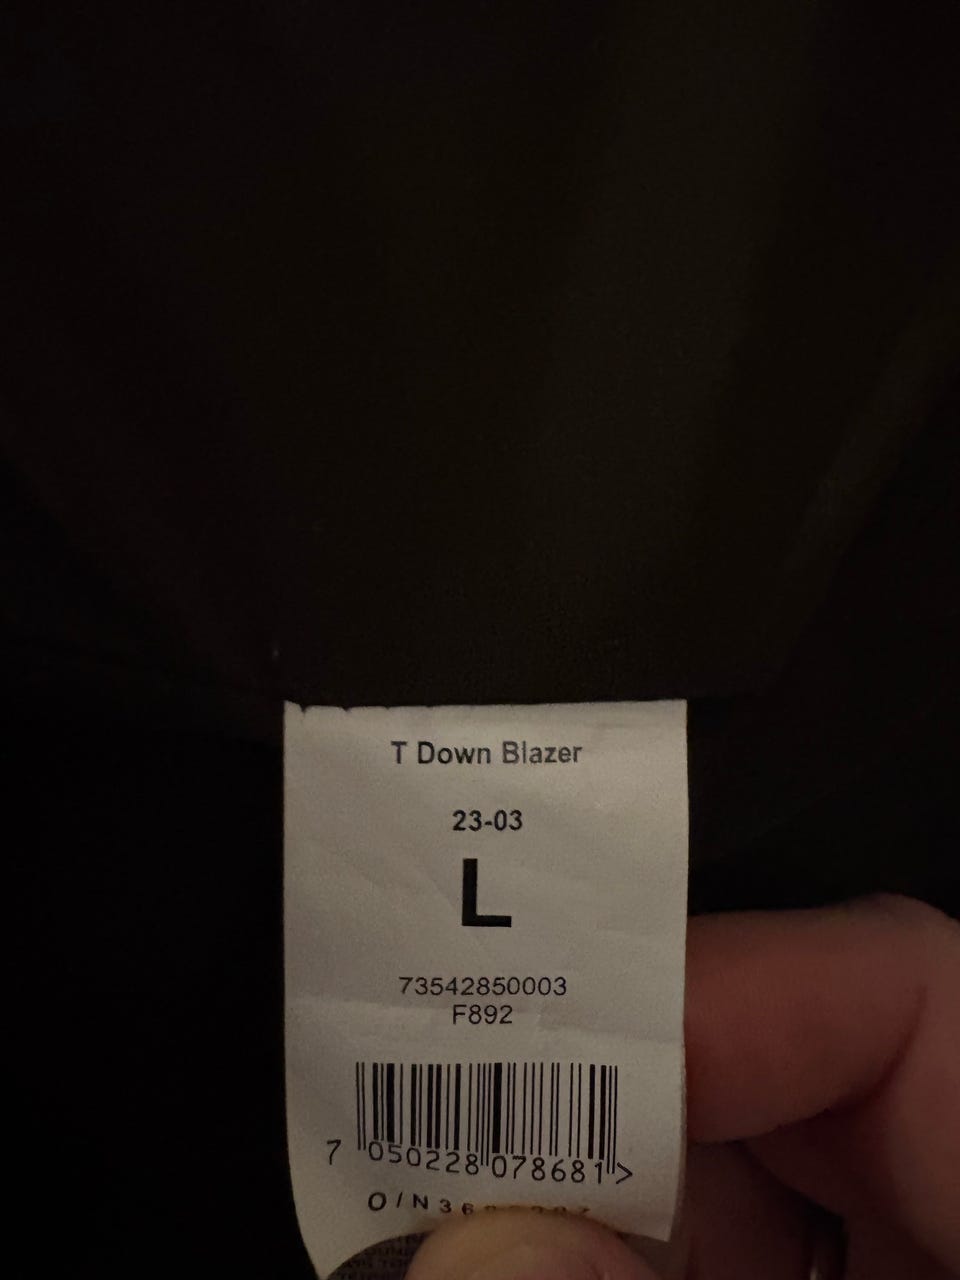 T Down Blazer
23-03
L
73542850003
F892
7 050228 078681 >
O/N